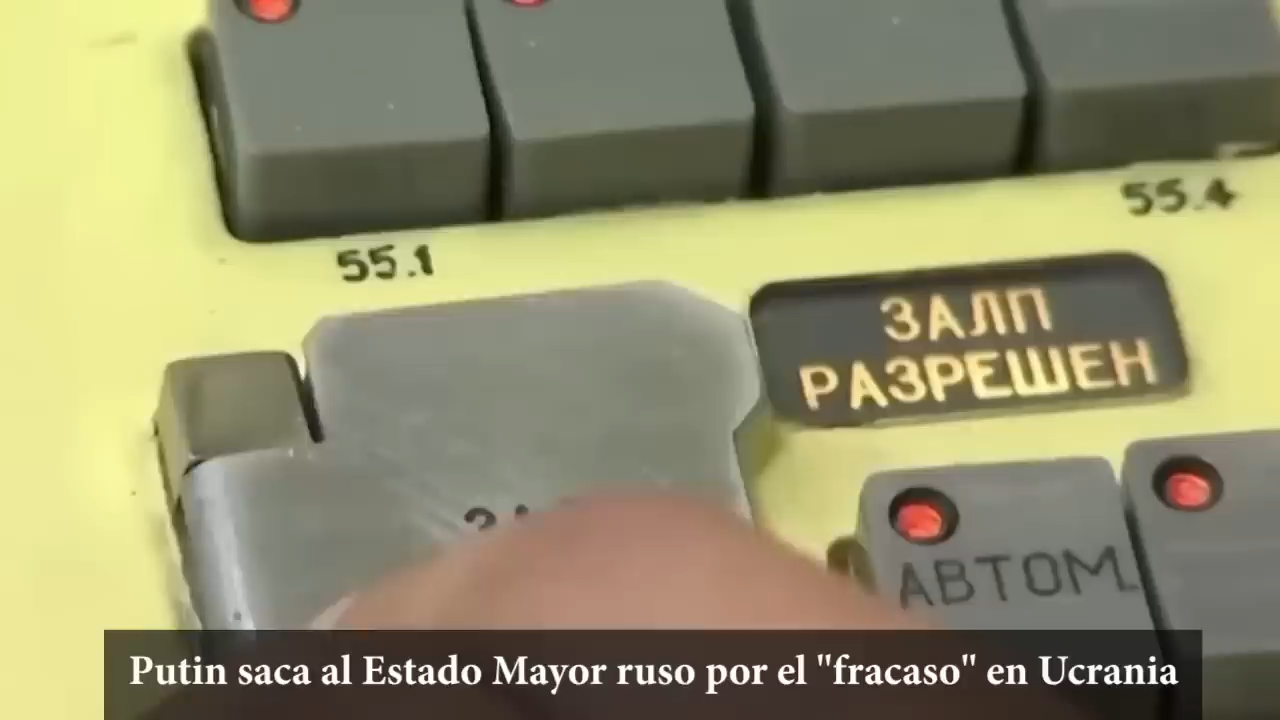 55.1
55.4
ЗАЛП
РАЗРЕШЕН
АВТОМ.
Putin saca al Estado Mayor ruso por el "fracaso" en Ucrania